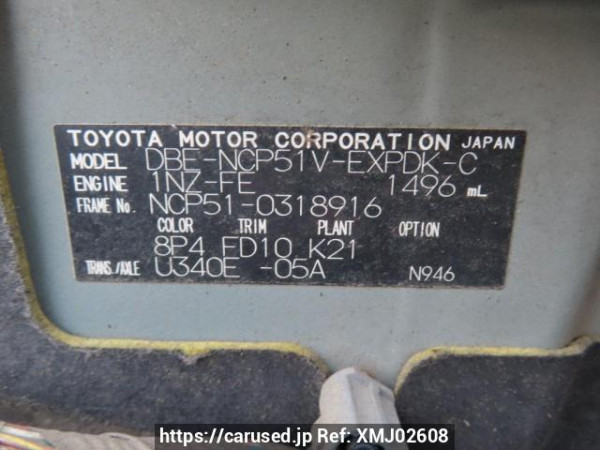 TOYOTA MOTOR CORPORATION JAPAN
MODEL DBE-NCP51V-EXPDK-C
ENGINE 1NZ-FE 1496 mL
FRAME No. NCP51-0318916
COLOR TRIM PLANT OPTION
8P4 FD10 K21
TRANS./AXLE U340E -05A N946
https://carused.jp Ref: XMJ02608